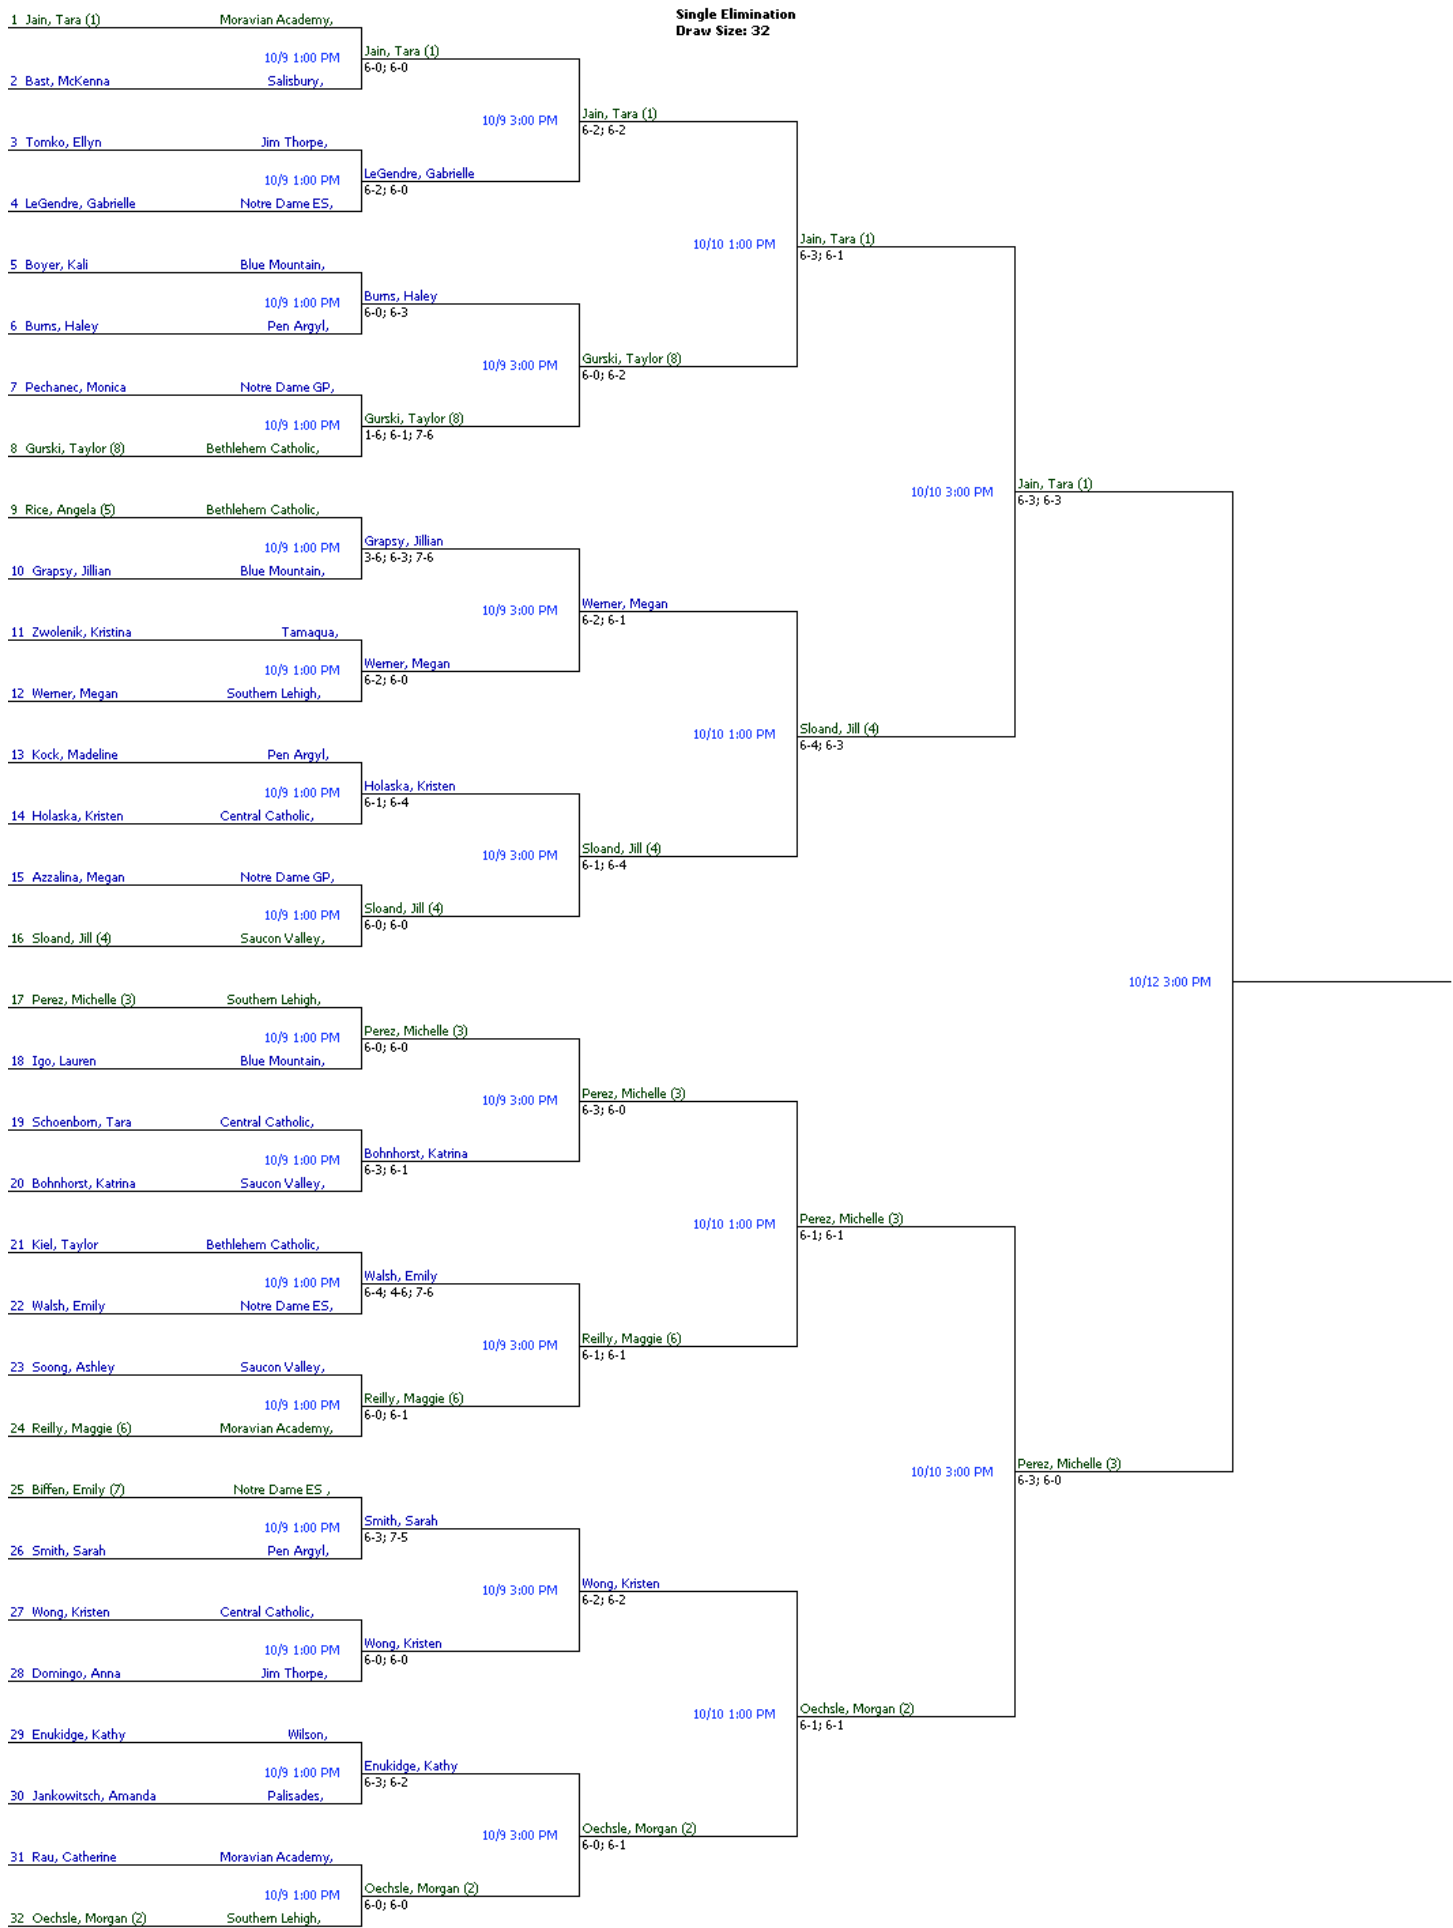 Single Elimination
Draw Size: 32
1 Jain, Tara (1) Moravian Academy,
10/9 1:00 PM
2 Bast, McKenna Salisbury,
Jain, Tara (1)
6-0; 6-0
10/9 3:00 PM
3 Tomko, Ellyn Jim Thorpe,
10/9 1:00 PM
4 LeGendre, Gabrielle Notre Dame ES,
LeGendre, Gabrielle
6-2; 6-0
Jain, Tara (1)
6-2; 6-2
10/10 1:00 PM
5 Boyer, Kali Blue Mountain,
10/9 1:00 PM
6 Burns, Haley Pen Argyl,
Burns, Haley
6-0; 6-3
10/9 3:00 PM
7 Pechanec, Monica Notre Dame GP,
10/9 1:00 PM
8 Gurski, Taylor (8) Bethlehem Catholic,
Gurski, Taylor (8)
1-6; 6-1; 7-6
Gurski, Taylor (8)
6-0; 6-2
Jain, Tara (1)
6-3; 6-1
10/10 3:00 PM
9 Rice, Angela (5) Bethlehem Catholic,
10/9 1:00 PM
10 Grapsy, Jillian Blue Mountain,
Grapsy, Jillian
3-6; 6-3; 7-6
10/9 3:00 PM
11 Zwolenik, Kristina Tamaqua,
10/9 1:00 PM
12 Werner, Megan Southern Lehigh,
Werner, Megan
6-2; 6-0
Werner, Megan
6-2; 6-1
10/10 1:00 PM
13 Kock, Madeline Pen Argyl,
10/9 1:00 PM
14 Holaska, Kristen Central Catholic,
Holaska, Kristen
6-1; 6-4
10/9 3:00 PM
15 Azzalina, Megan Notre Dame GP,
10/9 1:00 PM
16 Sloand, Jill (4) Saucon Valley,
Sloand, Jill (4)
6-0; 6-0
Sloand, Jill (4)
6-1; 6-4
Sloand, Jill (4)
6-4; 6-3
Jain, Tara (1)
6-3; 6-3
10/12 3:00 PM
17 Perez, Michelle (3) Southern Lehigh,
10/9 1:00 PM
18 Igo, Lauren Blue Mountain,
Perez, Michelle (3)
6-0; 6-0
10/9 3:00 PM
19 Schoenborn, Tara Central Catholic,
10/9 1:00 PM
20 Bohnhorst, Katrina Saucon Valley,
Bohnhorst, Katrina
6-3; 6-1
Perez, Michelle (3)
6-3; 6-0
10/10 1:00 PM
21 Kiel, Taylor Bethlehem Catholic,
10/9 1:00 PM
22 Walsh, Emily Notre Dame ES,
Walsh, Emily
6-4; 4-6; 7-6
10/9 3:00 PM
23 Soong, Ashley Saucon Valley,
10/9 1:00 PM
24 Reilly, Maggie (6) Moravian Academy,
Reilly, Maggie (6)
6-0; 6-1
Reilly, Maggie (6)
6-1; 6-1
Perez, Michelle (3)
6-1; 6-1
10/10 3:00 PM
25 Biffen, Emily (7) Notre Dame ES ,
10/9 1:00 PM
26 Smith, Sarah Pen Argyl,
Smith, Sarah
6-3; 7-5
10/9 3:00 PM
27 Wong, Kristen Central Catholic,
10/9 1:00 PM
28 Domingo, Anna Jim Thorpe,
Wong, Kristen
6-0; 6-0
Wong, Kristen
6-2; 6-2
10/10 1:00 PM
29 Enukidge, Kathy Wilson,
10/9 1:00 PM
30 Jankowitsch, Amanda Palisades,
Enukidge, Kathy
6-3; 6-2
10/9 3:00 PM
31 Rau, Catherine Moravian Academy,
10/9 1:00 PM
32 Oechsle, Morgan (2) Southern Lehigh,
Oechsle, Morgan (2)
6-0; 6-0
Oechsle, Morgan (2)
6-0; 6-1
Oechsle, Morgan (2)
6-1; 6-1
Perez, Michelle (3)
6-3; 6-0